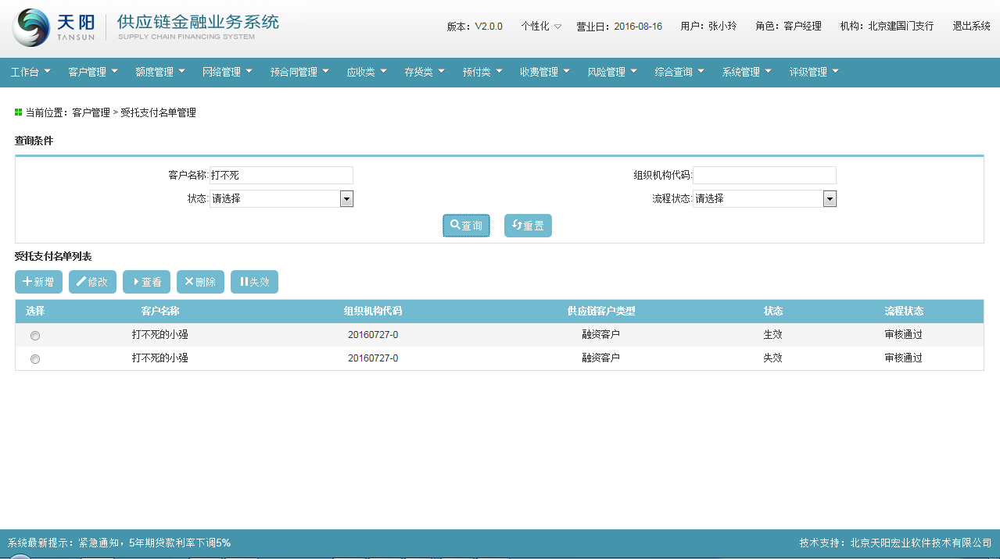 天阳 TANSUN 供应链金融业务系统 SUPPLY CHAIN FINANCING SYSTEM
版本：V2.0.0 个性化 营业日：2016-08-16 用户：张小玲 角色：客户经理 机构：北京建国门支行 退出系统
工作台 客户管理 额度管理 网络管理 预合同管理 应收类 存货类 预付类 收费管理 风险管理 综合查询 系统管理 评级管理
当前位置：客户管理 > 受托支付名单管理
查询条件
客户名称: 打不死 组织机构代码:
状态: 请选择 流程状态: 请选择
查询 重置
受托支付名单列表
新增 修改 查看 删除 失效
选择 客户名称 组织机构代码 供应链客户类型 状态 流程状态
打不死的小强 20160727-0 融资客户 生效 审核通过
打不死的小强 20160727-0 融资客户 失效 审核通过
系统最新提示：紧急通知，5年期贷款利率下调5% 技术支持：北京天阳宏业软件技术有限公司